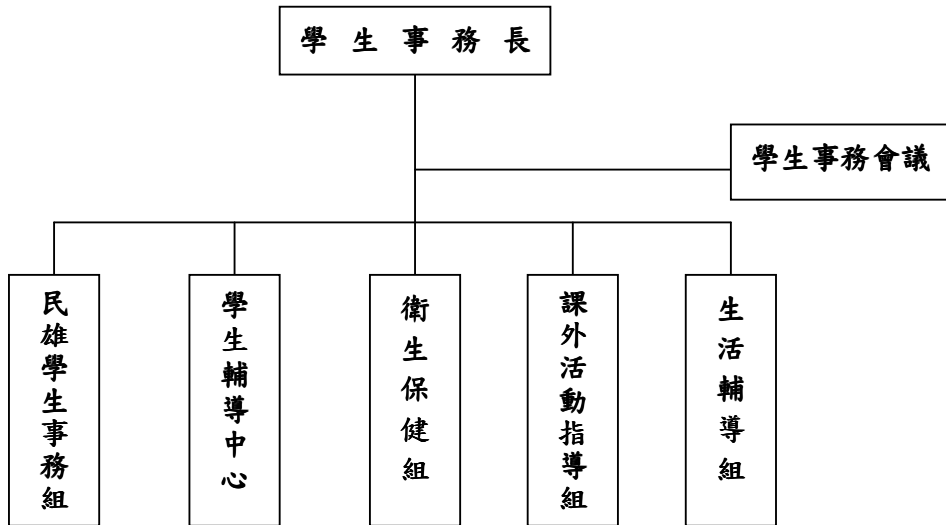 學生事務長
學生事務會議
民雄學生事務組
學生輔導中心
衛生保健組
課外活動指導組
生活輔導組